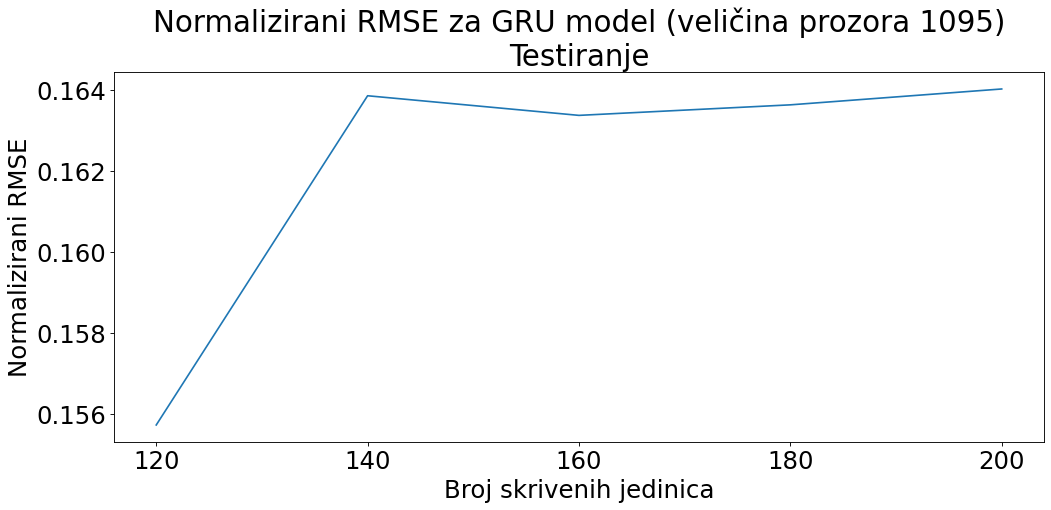 Normalizirani RMSE za GRU model (veličina prozora 1095)
Testiranje
Normalizirani RMSE
0.164
0.162
0.160
0.158
0.156
120 140 160 180 200
Broj skrivenih jedinica